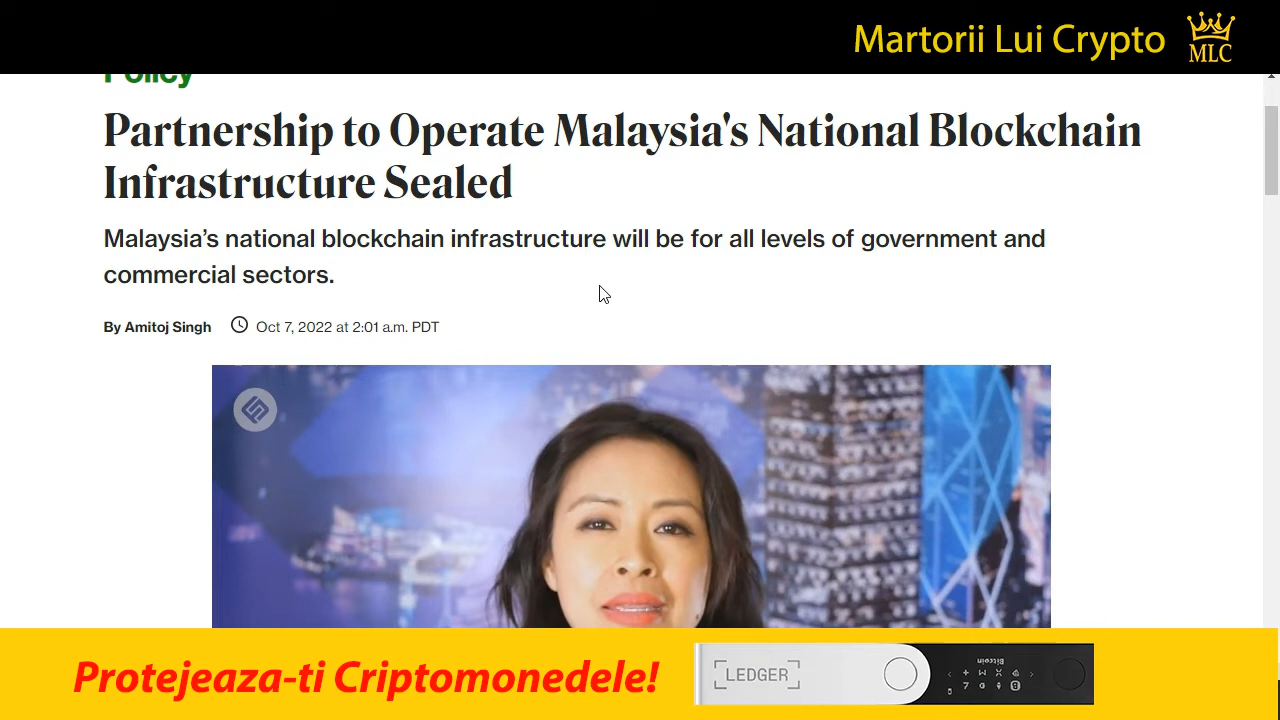 Martorii Lui Crypto
MLC
Policy
Partnership to Operate Malaysia's National Blockchain
Infrastructure Sealed
Malaysia’s national blockchain infrastructure will be for all levels of government and
commercial sectors.
By Amitoj Singh Oct 7, 2022 at 2:01 a.m. PDT
Protejeaza-ti Criptomonedele!
LEDGER
Bitcoin